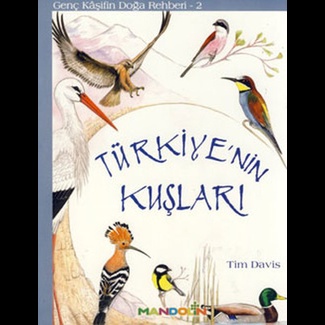 Genç Kâşifin Doğa Rehberi - 2
TÜRKİYE'NİN
KUŞLARI
Tim Davis
MANDOLİN